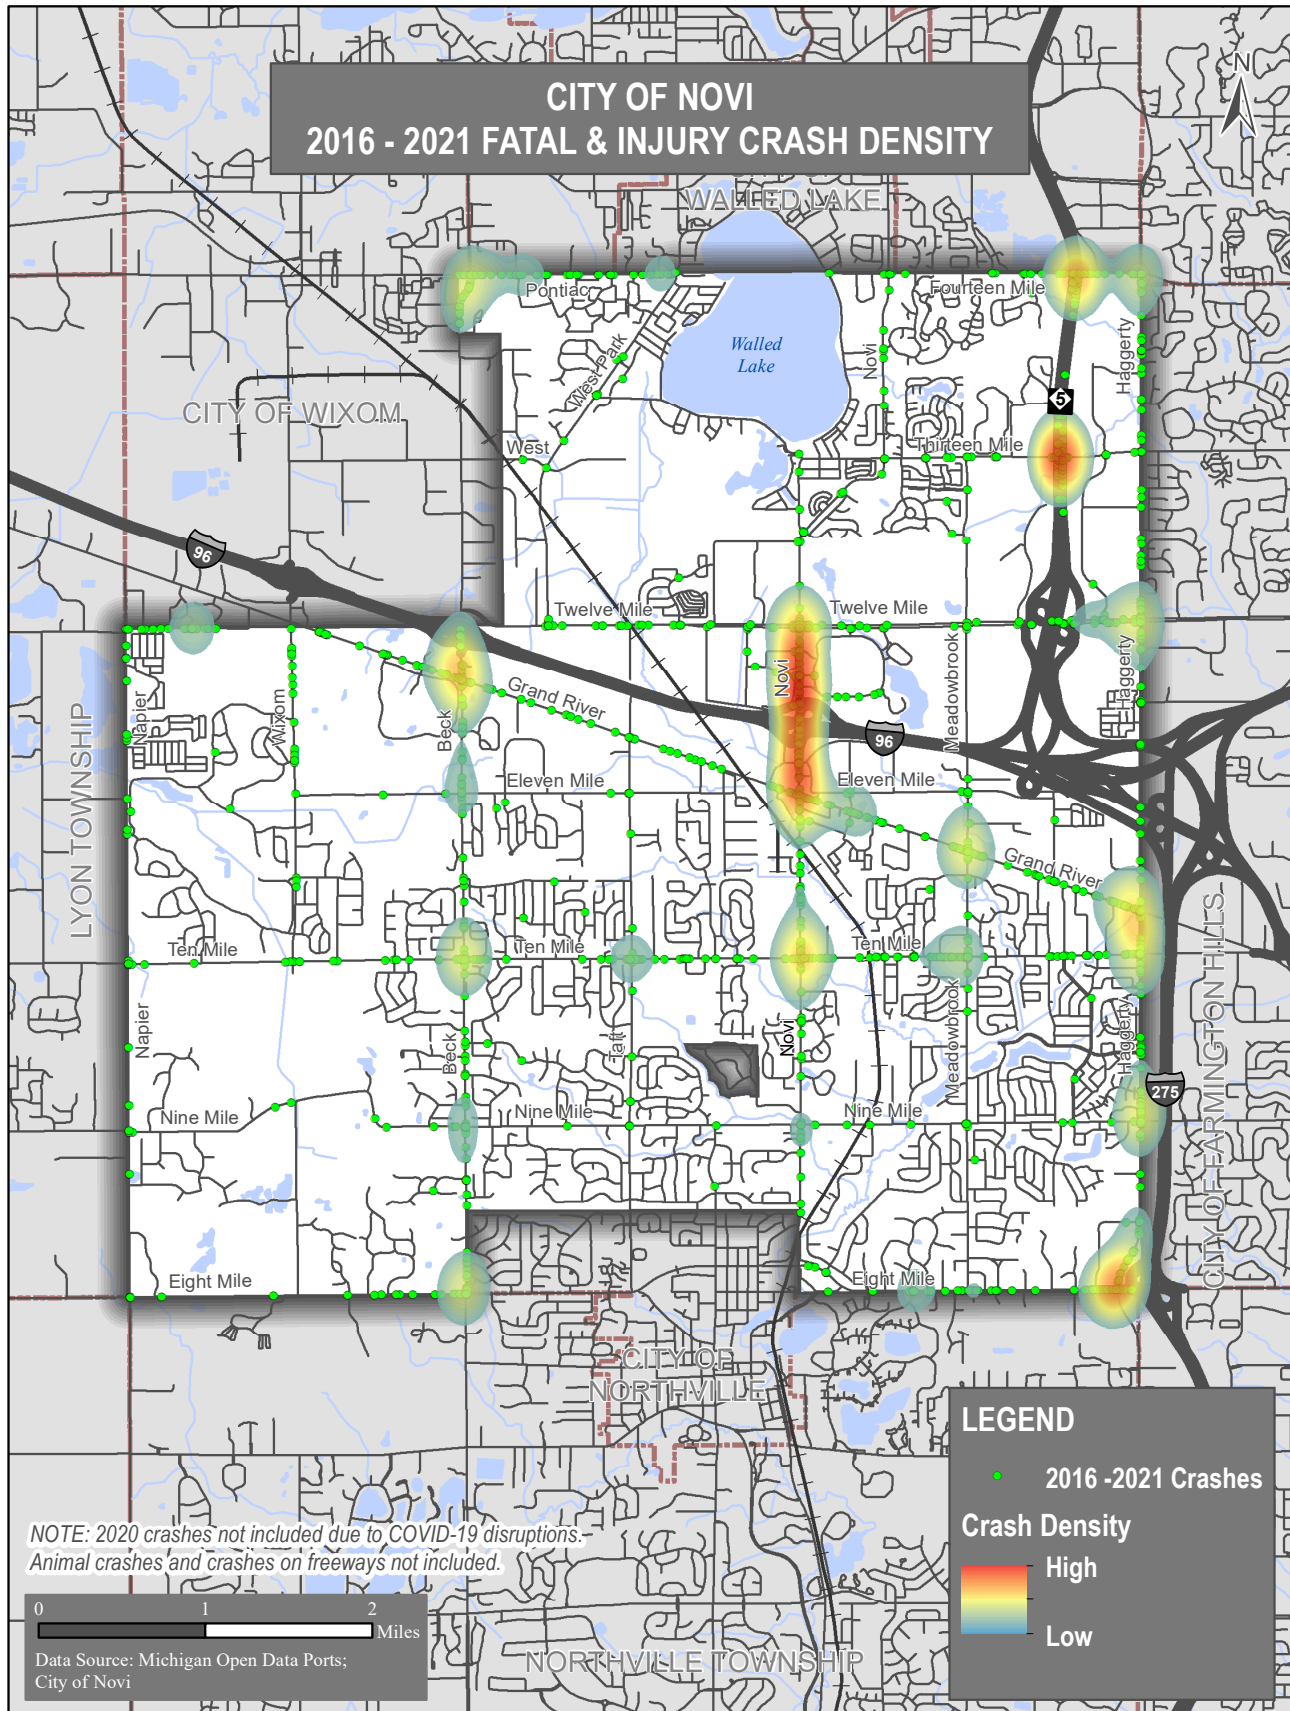 CITY OF NOVI
2016 - 2021 FATAL & INJURY CRASH DENSITY
N
WALLED LAKE
Pontiac
Fourteen Mile
Walled
Lake
West Park
Novi
Haggerty
5
CITY OF WIXOM
West
Thirteen Mile
96
Twelve Mile
Twelve Mile
Napier
Wixom
Beck
Grand River
Novi
Meadowbrook
Haggerty
96
LYON TOWNSHIP
Eleven Mile
Eleven Mile
Grand River
Ten Mile
Ten Mile
Ten Mile
Napier
Beck
Taft
Novi
Meadowbrook
Haggerty
275
CITY OF FARMINGTON HILLS
Nine Mile
Nine Mile
Nine Mile
Eight Mile
Eight Mile
CITY OF
NORTHVILLE
LEGEND
2016 -2021 Crashes
Crash Density
High
Low
NOTE: 2020 crashes not included due to COVID-19 disruptions.
Animal crashes and crashes on freeways not included.
0 1 2
Miles
Data Source: Michigan Open Data Ports;
City of Novi
NORTHVILLE TOWNSHIP